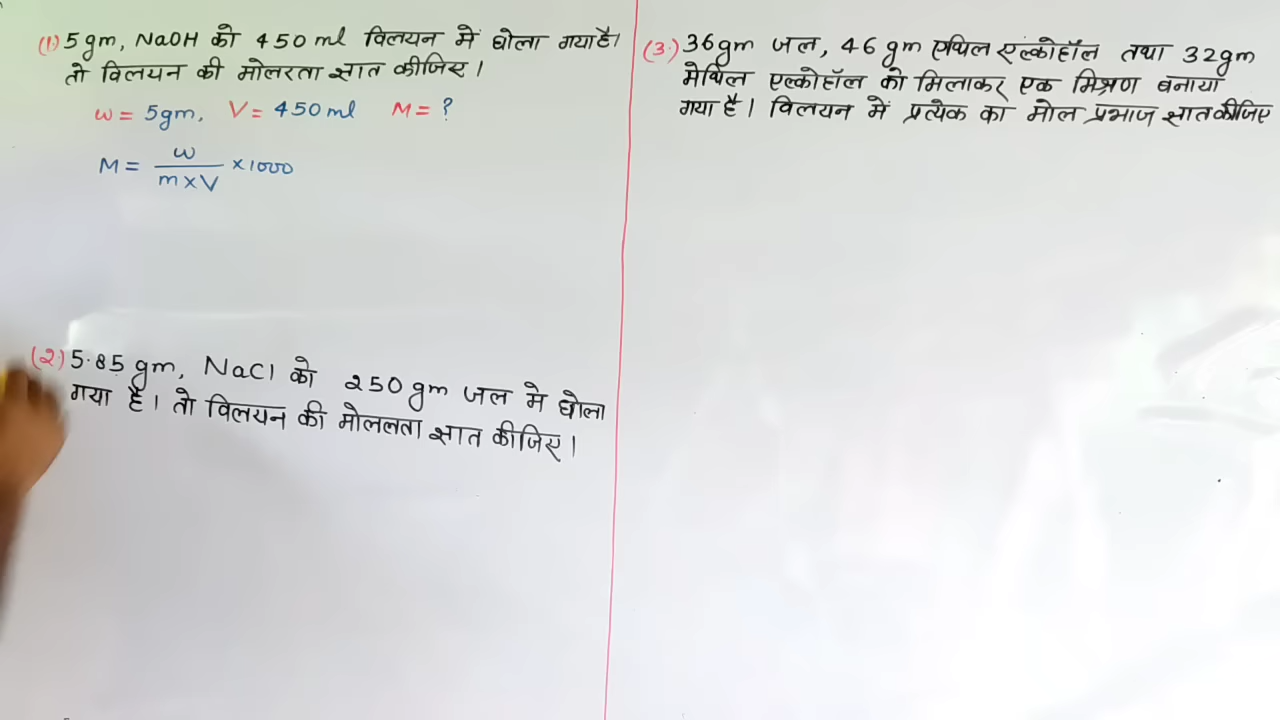 (1.) 5 gm, NaOH को 450 ml विलयन में घोला गया है।
तो विलयन की मोलरता ज्ञात कीजिए।
w = 5gm, V = 450 ml M = ?
M = w / m×V ×1000
(2.) 5.85 gm, NaCl को 250 gm जल मे घोला
गया है। तो विलयन की मोललता ज्ञात कीजिए।
(3.) 36gm जल, 46 gm एथिल एल्कोहॉल तथा 32gm
मेथिल एल्कोहॉल को मिलाकर एक मिश्रण बनाया
गया है। विलयन में प्रत्येक का मोल प्रभाज ज्ञात कीजिए